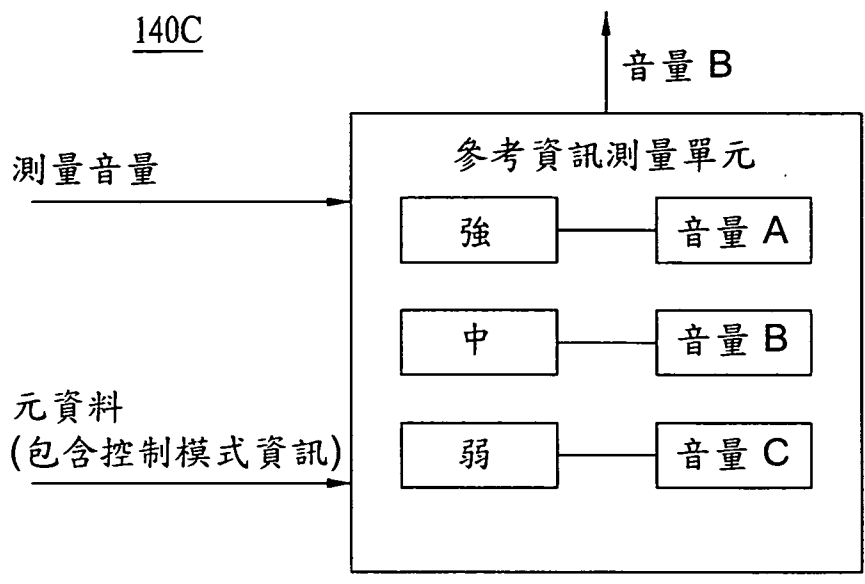 140C
音量 B
測量音量
參考資訊測量單元
強
音量 A
中
音量 B
元資料
(包含控制模式資訊)
弱
音量 C